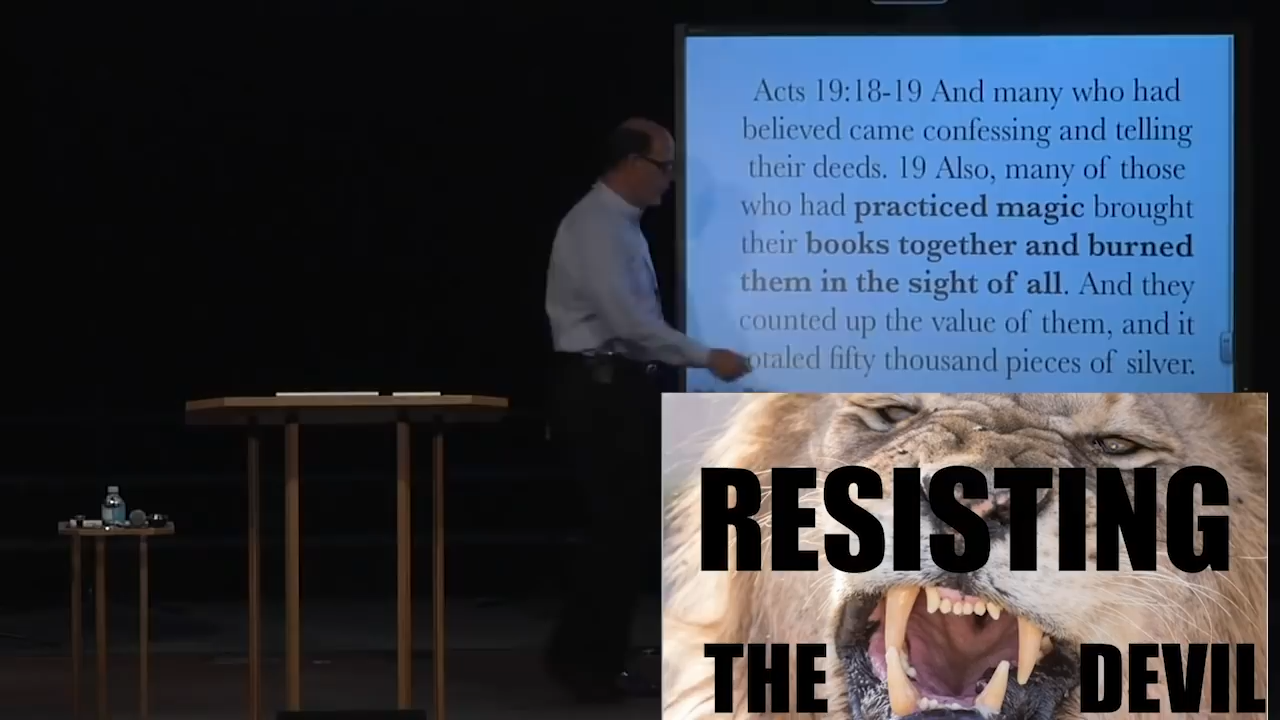 Acts 19:18-19 And many who had
believed came confessing and telling
their deeds. 19 Also, many of those
who had practiced magic brought
their books together and burned
them in the sight of all. And they
counted up the value of them, and it
otaled fifty thousand pieces of silver.
RESISTING
THE DEVIL